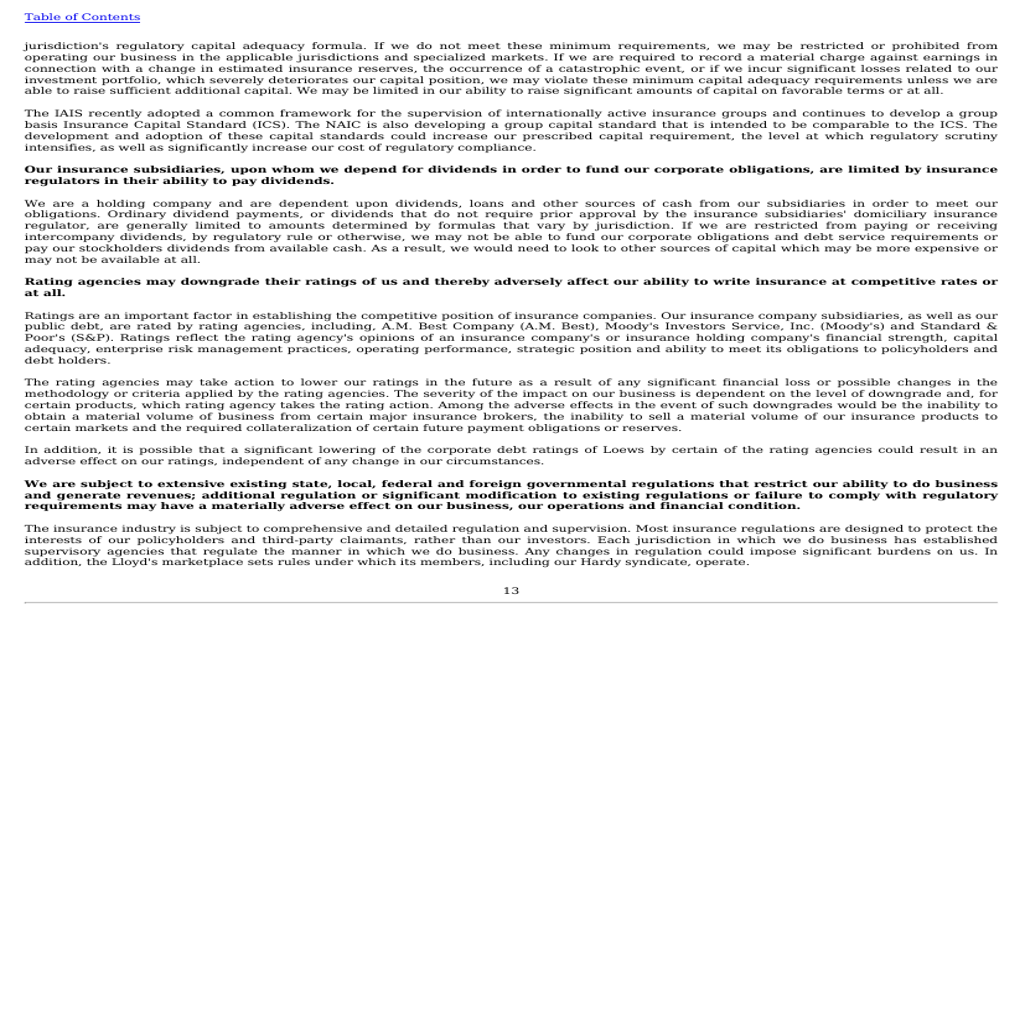 Table of Contents
jurisdiction's regulatory capital adequacy formula. If we do not meet these minimum requirements, we may be restricted or prohibited from
operating our business in the applicable jurisdictions and specialized markets. If we are required to record a material charge against earnings in
connection with a change in estimated insurance reserves, the occurrence of a catastrophic event, or if we incur significant losses related to our
investment portfolio, which severely deteriorates our capital position, we may violate these minimum capital adequacy requirements unless we are
able to raise sufficient additional capital. We may be limited in our ability to raise significant amounts of capital on favorable terms or at all.
The IAIS recently adopted a common framework for the supervision of internationally active insurance groups and continues to develop a group
basis Insurance Capital Standard (ICS). The NAIC is also developing a group capital standard that is intended to be comparable to the ICS. The
development and adoption of these capital standards could increase our prescribed capital requirement, the level at which regulatory scrutiny
intensifies, as well as significantly increase our cost of regulatory compliance.
Our insurance subsidiaries, upon whom we depend for dividends in order to fund our corporate obligations, are limited by insurance
regulators in their ability to pay dividends.
We are a holding company and are dependent upon dividends, loans and other sources of cash from our subsidiaries in order to meet our
obligations. Ordinary dividend payments, or dividends that do not require prior approval by the insurance subsidiaries' domiciliary insurance
regulator, are generally limited to amounts determined by formulas that vary by jurisdiction. If we are restricted from paying or receiving
intercompany dividends, by regulatory rule or otherwise, we may not be able to fund our corporate obligations and debt service requirements or
pay our stockholders dividends from available cash. As a result, we would need to look to other sources of capital which may be more expensive or
may not be available at all.
Rating agencies may downgrade their ratings of us and thereby adversely affect our ability to write insurance at competitive rates or
at all.
Ratings are an important factor in establishing the competitive position of insurance companies. Our insurance company subsidiaries, as well as our
public debt, are rated by rating agencies, including, A.M. Best Company (A.M. Best), Moody's Investors Service, Inc. (Moody's) and Standard &
Poor's (S&P). Ratings reflect the rating agency's opinions of an insurance company's or insurance holding company's financial strength, capital
adequacy, enterprise risk management practices, operating performance, strategic position and ability to meet its obligations to policyholders and
debt holders.
The rating agencies may take action to lower our ratings in the future as a result of any significant financial loss or possible changes in the
methodology or criteria applied by the rating agencies. The severity of the impact on our business is dependent on the level of downgrade and, for
certain products, which rating agency takes the rating action. Among the adverse effects in the event of such downgrades would be the inability to
obtain a material volume of business from certain major insurance brokers, the inability to sell a material volume of our insurance products to
certain markets and the required collateralization of certain future payment obligations or reserves.
In addition, it is possible that a significant lowering of the corporate debt ratings of Loews by certain of the rating agencies could result in an
adverse effect on our ratings, independent of any change in our circumstances.
We are subject to extensive existing state, local, federal and foreign governmental regulations that restrict our ability to do business
and generate revenues; additional regulation or significant modification to existing regulations or failure to comply with regulatory
requirements may have a materially adverse effect on our business, our operations and financial condition.
The insurance industry is subject to comprehensive and detailed regulation and supervision. Most insurance regulations are designed to protect the
interests of our policyholders and third-party claimants, rather than our investors. Each jurisdiction in which we do business has established
supervisory agencies that regulate the manner in which we do business. Any changes in regulation could impose significant burdens on us. In
addition, the Lloyd's marketplace sets rules under which its members, including our Hardy syndicate, operate.
13